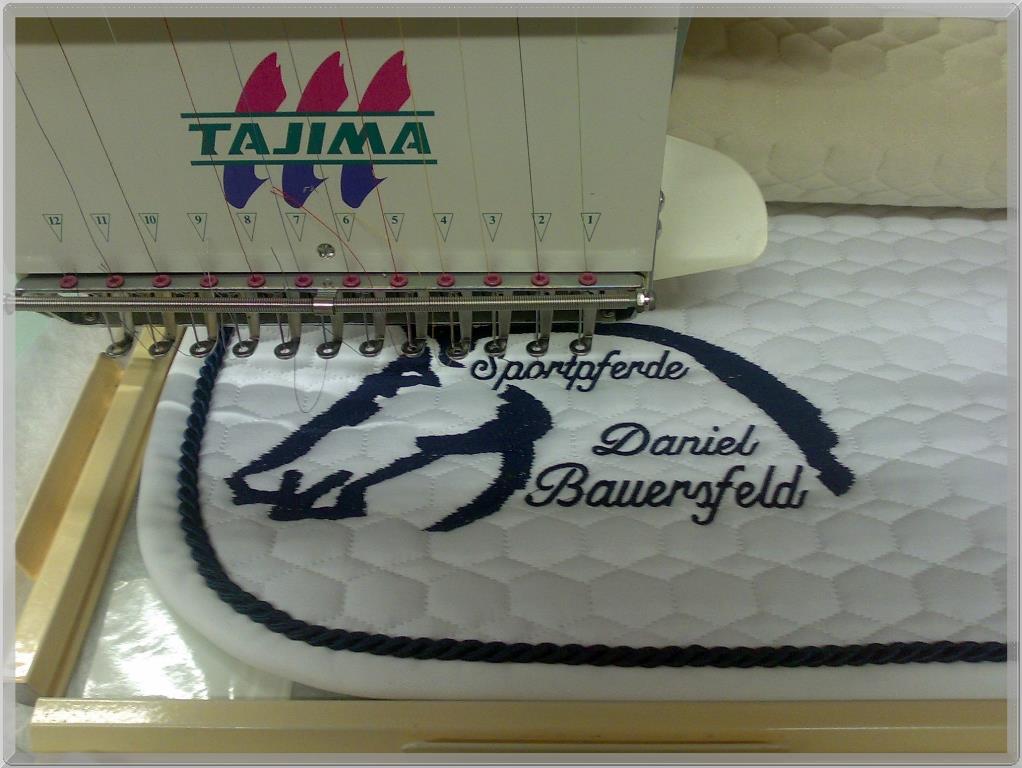 TAJIMA
12 11 10 9 8 7 6 5 4 3 2 1
Sportpferde
Daniel
Bauersfeld